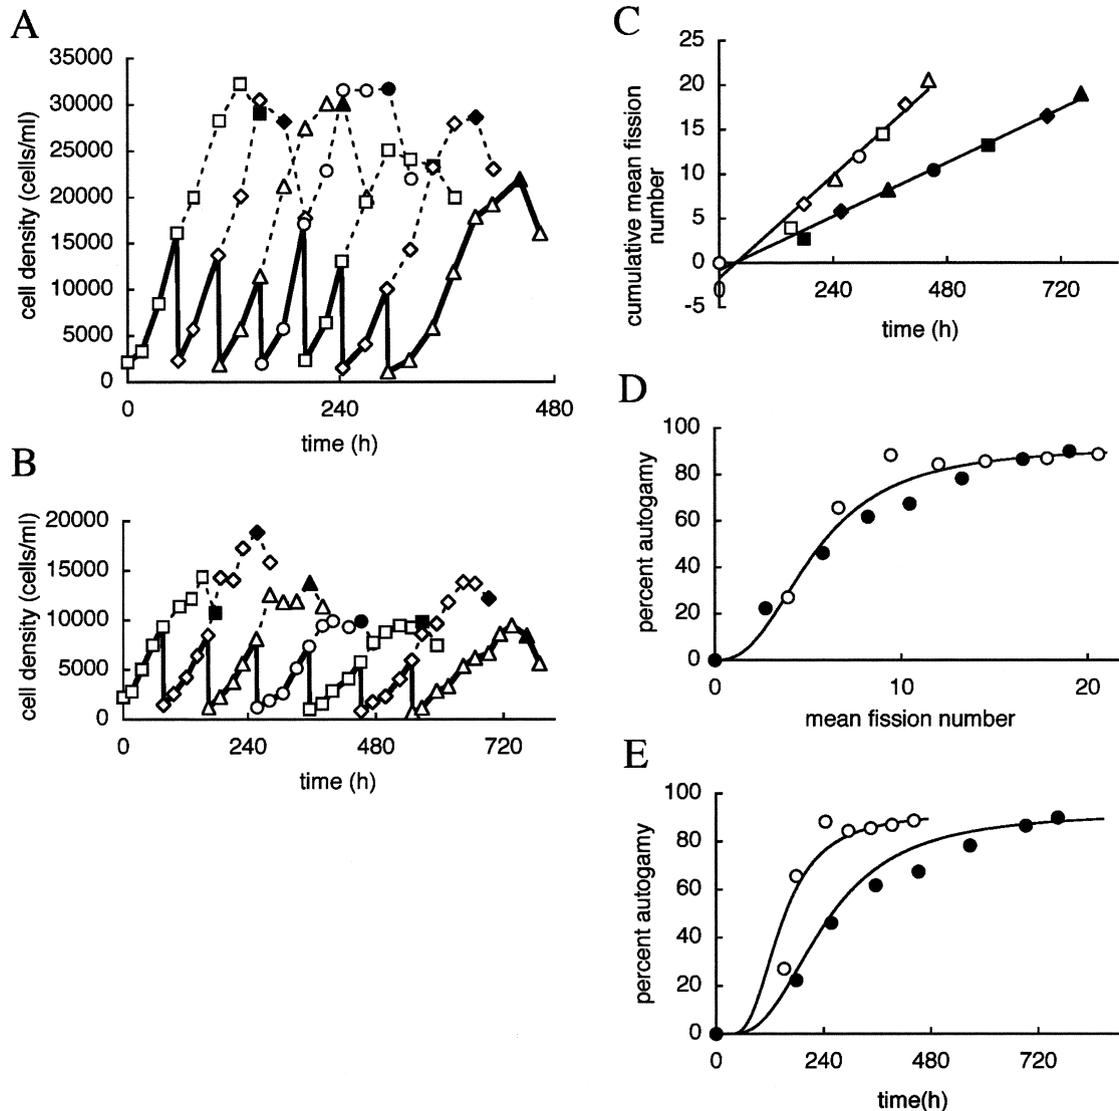 A
35000
30000
25000
20000
15000
10000
5000
0
cell density (cells/ml)
0 240 480
time (h)
B
20000
15000
10000
5000
0
cell density (cells/ml)
0 240 480 720
time (h)
C
25
20
15
10
5
0
-5
cumulative mean fission
number
0 240 480 720
time (h)
D
100
80
60
40
20
0
percent autogamy
0 10 20
mean fission number
E
100
80
60
40
20
0
percent autogamy
0 240 480 720
time(h)